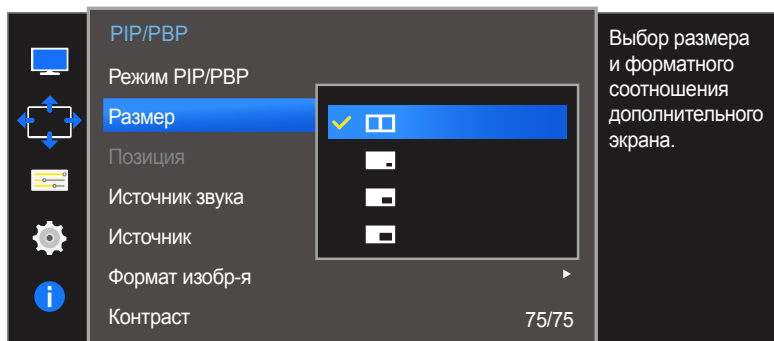 PIP/PBP
Режим PIP/PBP
Размер
Позиция
Источник звука
Источник
Формат изобр-я
Контраст 75/75
Выбор размера
и форматного
соотношения
дополнительного
экрана.